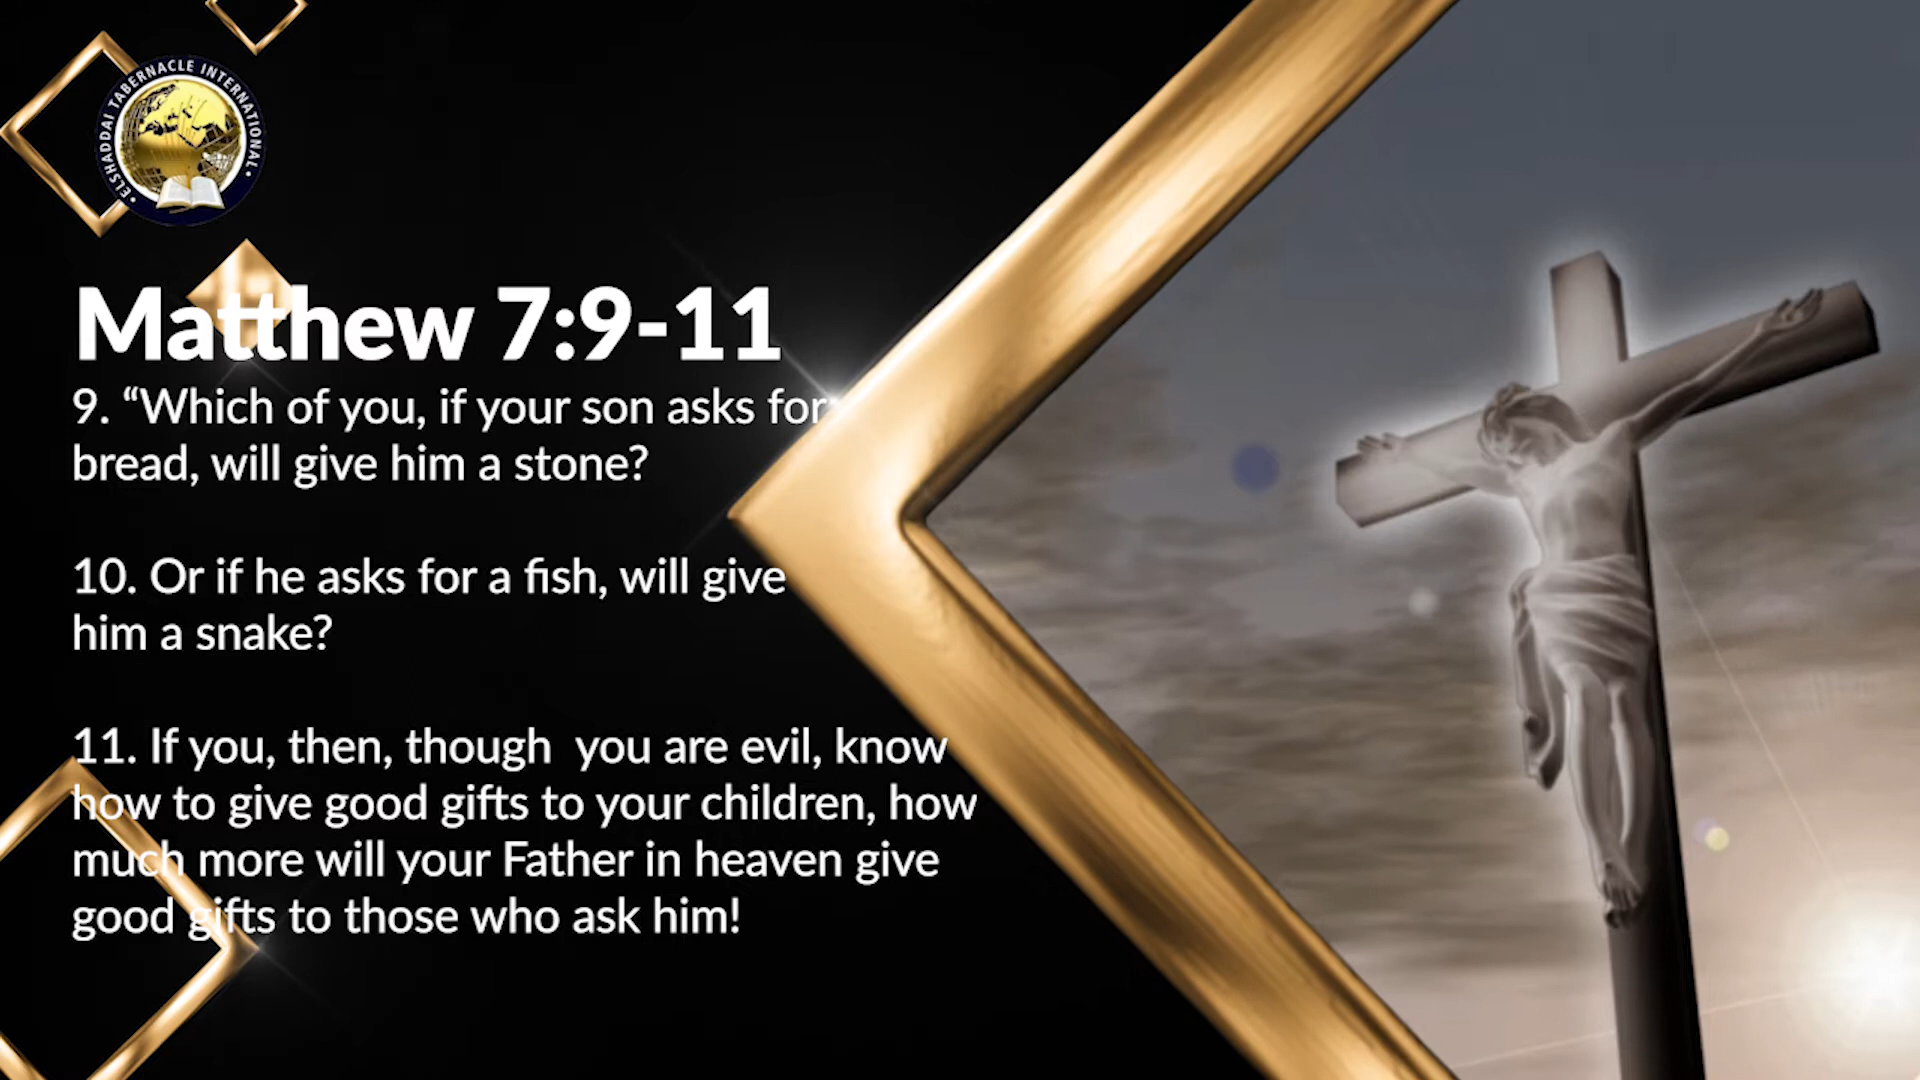 • ELSHADDAI TABERNACLE INTERNATIONAL •
Matthew 7:9-11
9. “Which of you, if your son asks for
bread, will give him a stone?
10. Or if he asks for a fish, will give
him a snake?
11. If you, then, though  you are evil, know
how to give good gifts to your children, how
much more will your Father in heaven give
good gifts to those who ask him!